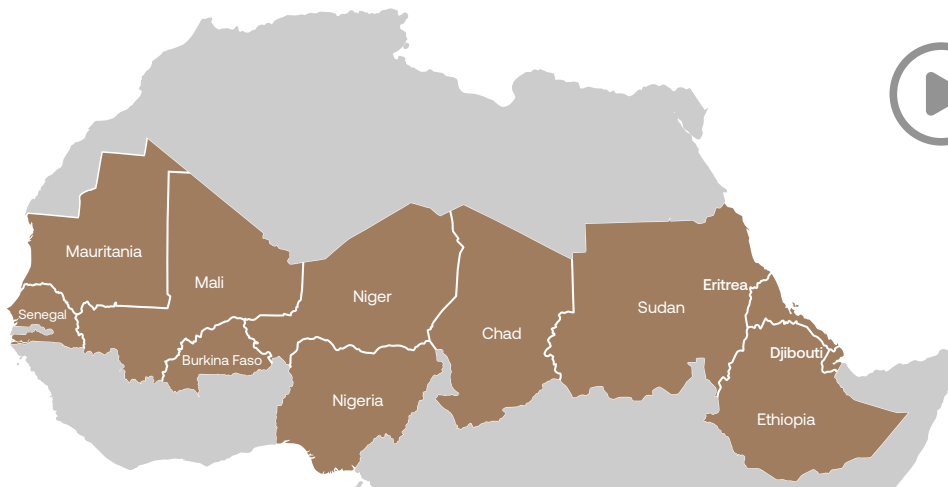 Mauritania
Mali
Senegal
Niger
Eritrea
Sudan
Chad
Burkina Faso
Djibouti
Nigeria
Ethiopia